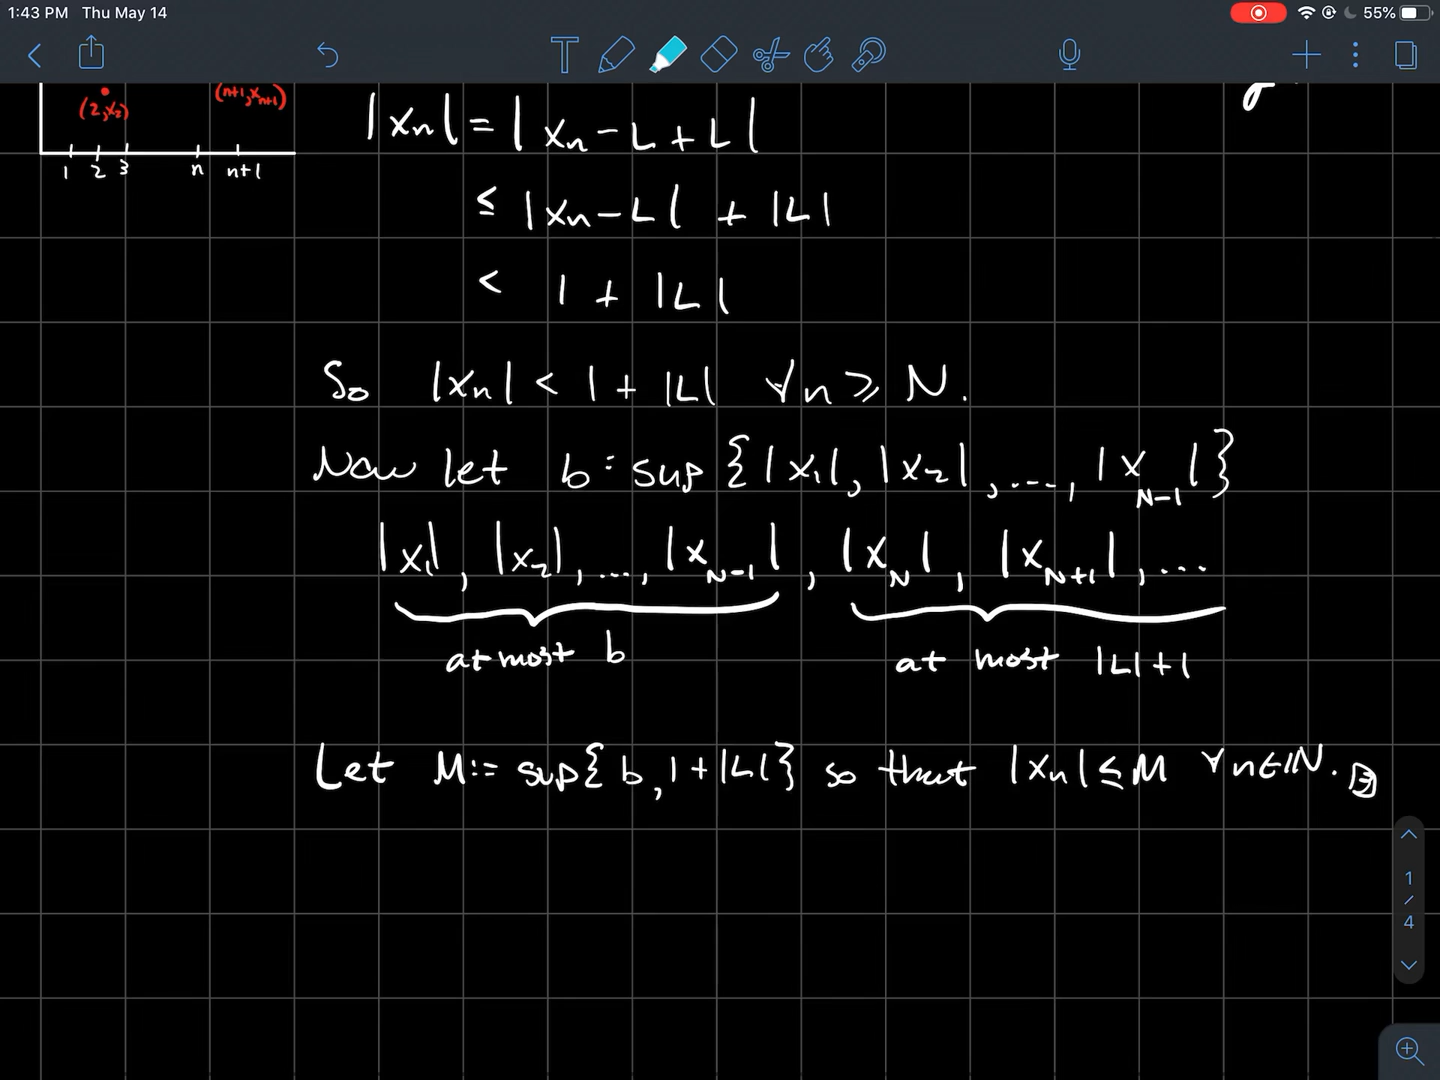 1:43 PM Thu May 14
55%
(2,x₂)
(n+1,xₙ₊₁)
1 2 3 n n+1
|xₙ| = |xₙ - L + L|
≤ |xₙ - L| + |L|
< 1 + |L|
So |xₙ| < 1 + |L| ∀n ≥ N.
Now let b = sup {|x₁|, |x₂|, ..., |x_{N-1}|}
|x₁|, |x₂|, ..., |x_{N-1}|, |x_N|, |x_{N+1}|, ...
at most b
at most |L|+1
Let M := sup{b, 1+|L|} so that |xₙ| ≤ M ∀n∈ℕ.
1
/
4